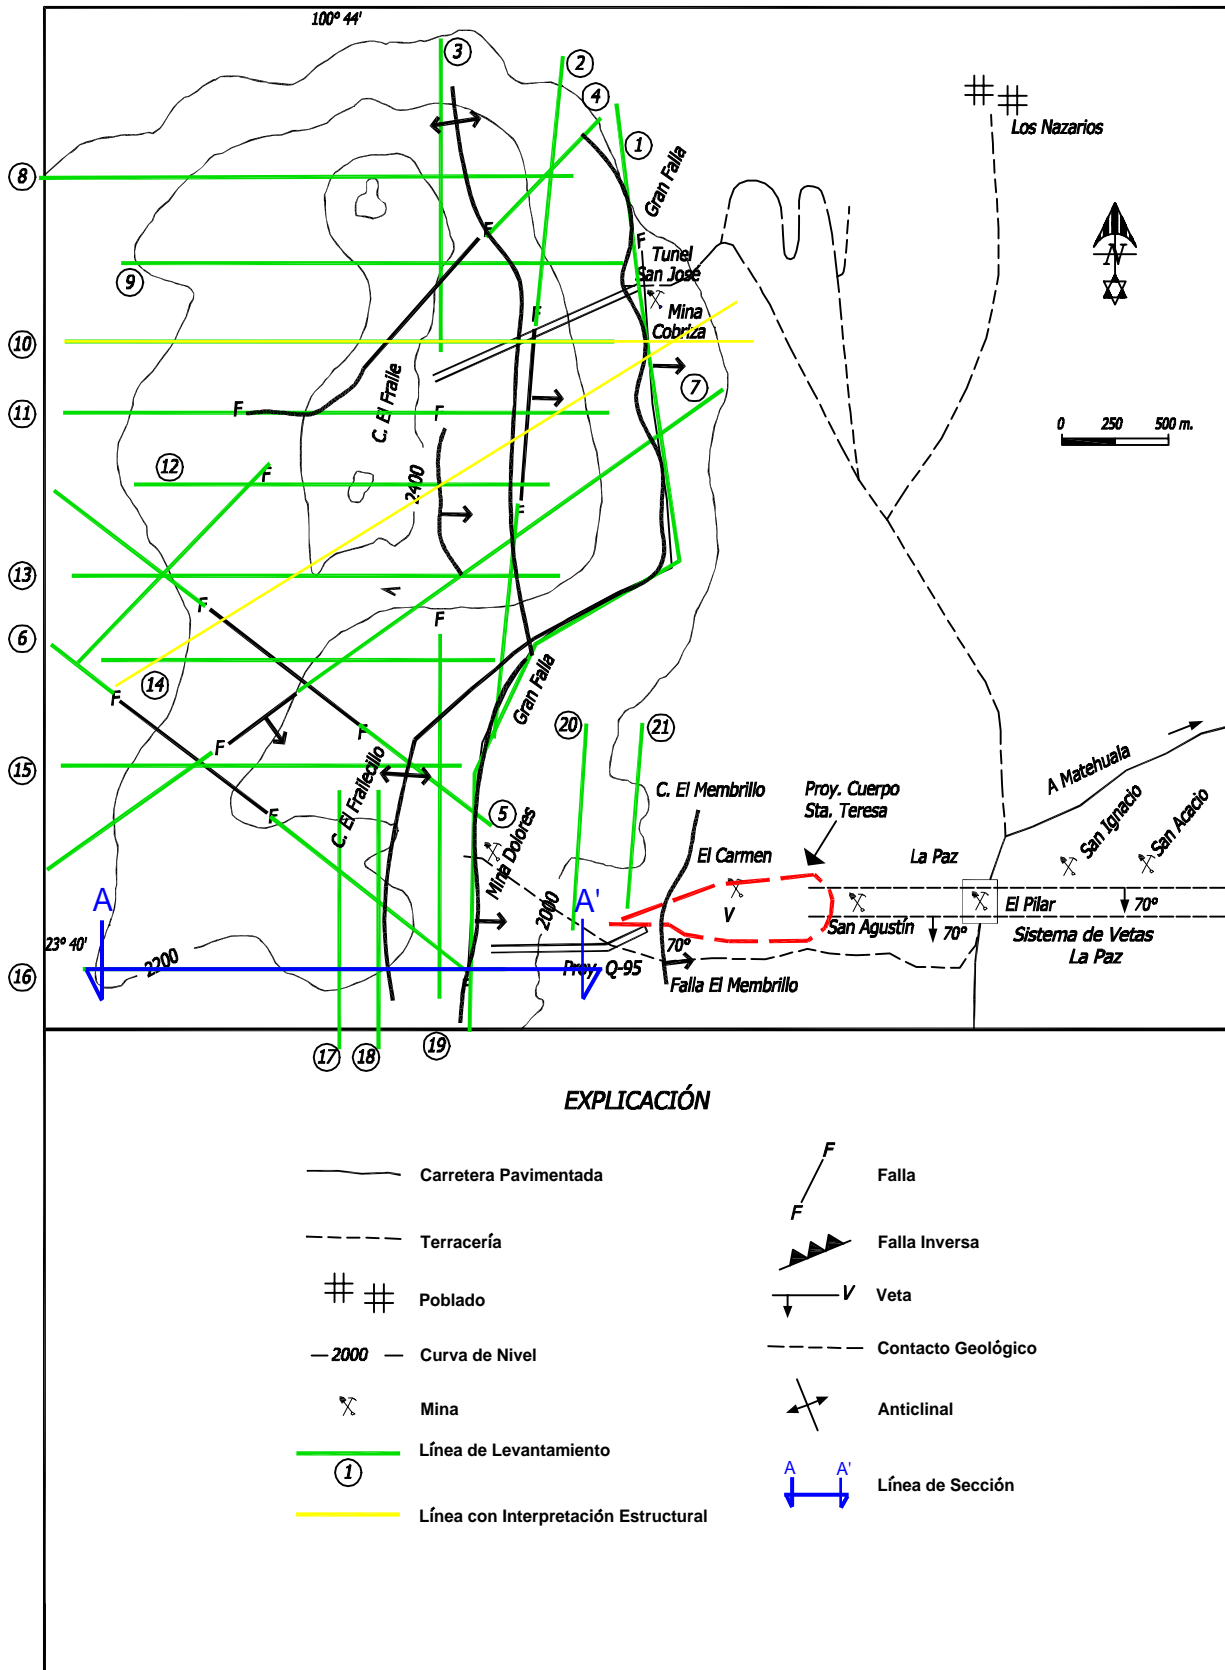 100° 44'
3
2
4
1
Los Nazarios
8
Gran Falla
F
F
Tunel
San José
N
9
Mina
Cobriza
F
10
0 250 500 m.
7
C. El Fraile
11
F
F
12
F
2400
F
13
F
6
F
14
F
Gran Falla
F
F
20
21
15
A Matehuala
C. El Frailecillo
C. El Membrillo
Proy. Cuerpo
Sta. Teresa
5
F
Mina Dolores
El Carmen
La Paz
San Ignacio
San Acacio
A
A'
V
San Agustín
El Pilar
70°
70°
2000
23° 40'
2200
70°
Sistema de Vetas
La Paz
16
Proy. Q-95
F
Falla El Membrillo
17
18
19
EXPLICACIÓN
Carretera Pavimentada
Terracería
Poblado
2000
Curva de Nivel
Mina
Línea de Levantamiento
1
Línea con Interpretación Estructural
F
F
Falla
Falla Inversa
V
Veta
Contacto Geológico
Anticlinal
A
A'
Línea de Sección